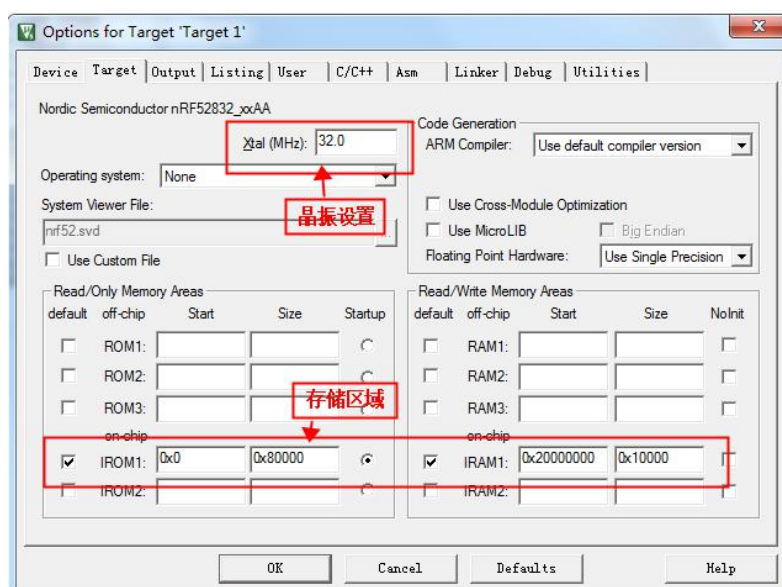 Options for Target 'Target 1'
Device Target Output Listing User C/C++ Asm Linker Debug Utilities
Nordic Semiconductor nRF52832_xxAA
Xtal (MHz): 32.0
Operating system: None
System Viewer File:
nrf52.svd
...
Use Custom File
晶振设置
Code Generation
ARM Compiler: Use default compiler version
Use Cross-Module Optimization
Use MicroLIB Big Endian
Floating Point Hardware: Use Single Precision
Read/Only Memory Areas
default off-chip Start Size Startup
ROM1:
ROM2:
ROM3:
存储区域
on-chip
IROM1: 0x0 0x80000
IROM2:
Read/Write Memory Areas
default off-chip Start Size NoInit
RAM1:
RAM2:
RAM3:
on-chip
IRAM1: 0x20000000 0x10000
IRAM2:
OK Cancel Defaults Help